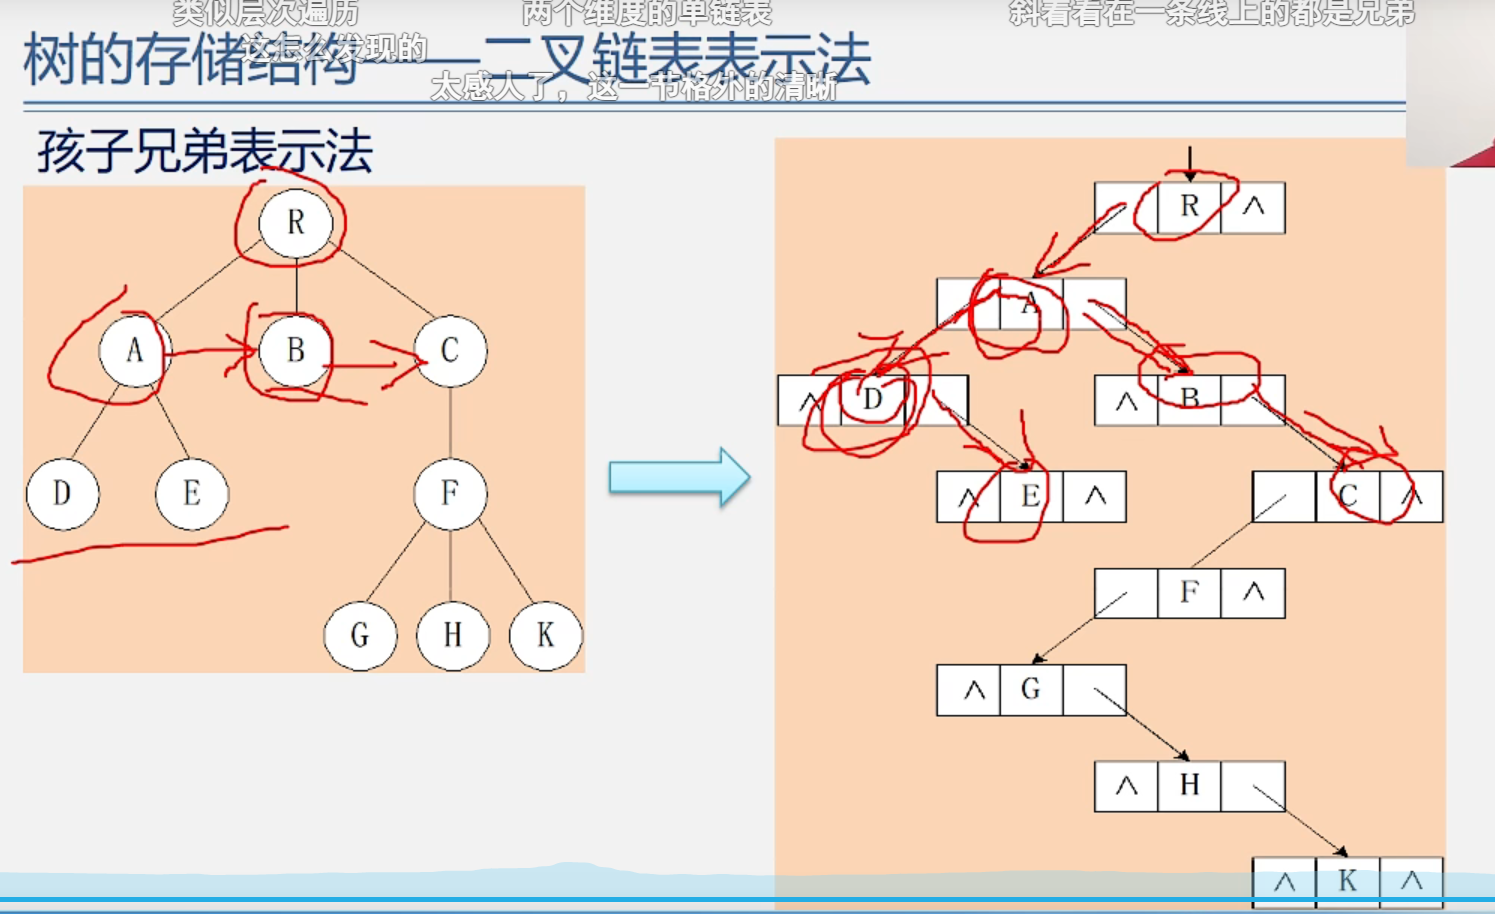 类似层次遍历 两个维度的单链表 斜着看在一条线上的都是兄弟
这怎么发现的
树的存储结构——二叉链表表示法
太感人了，这一节格外的清晰
孩子兄弟表示法
R
A B C
D E F
G H K
R ∧
A
∧ D ∧ B
∧ E ∧ C ∧
F ∧
∧ G
∧ H
∧ K ∧